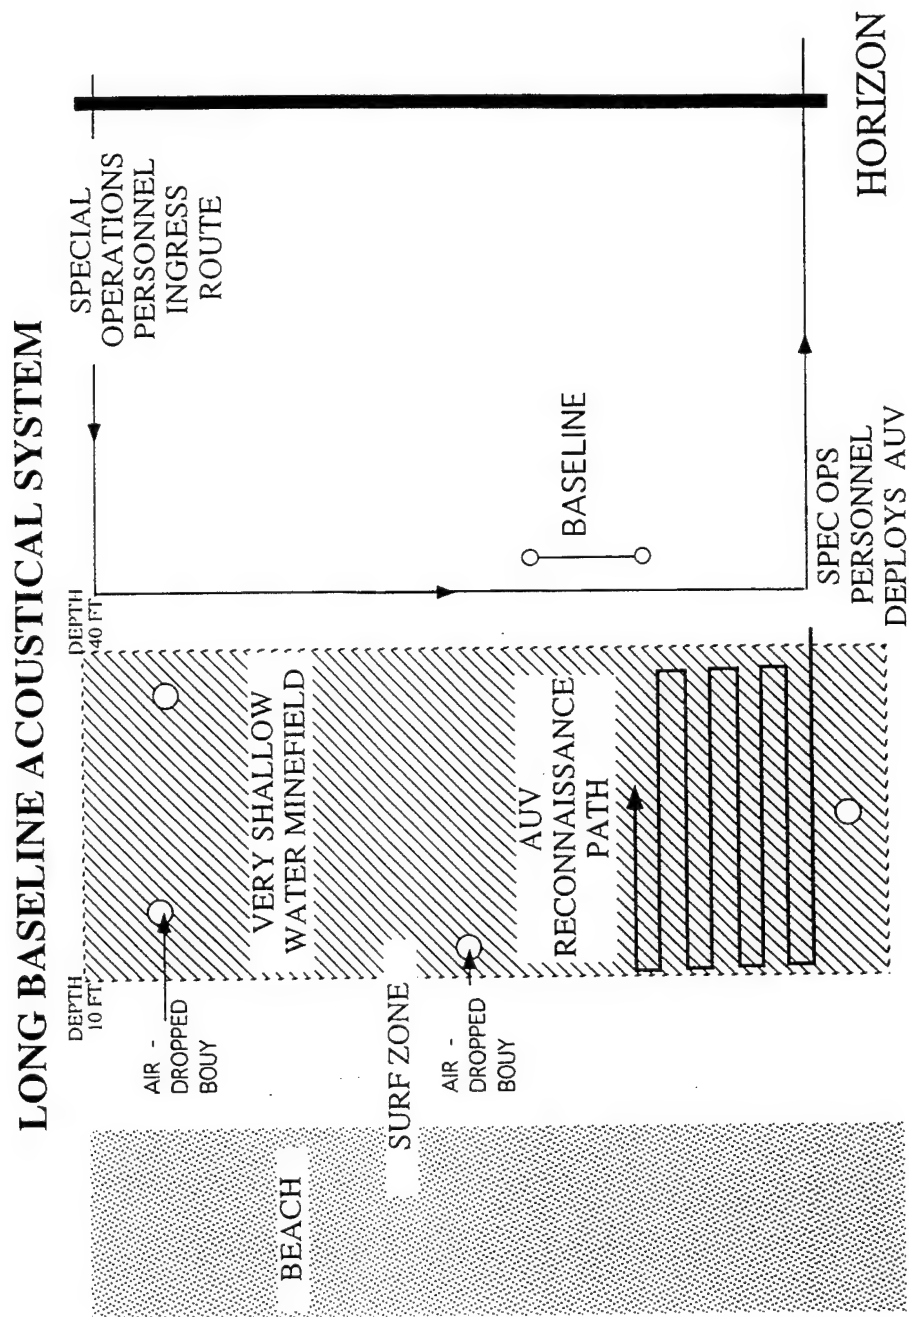 LONG BASELINE ACOUSTICAL SYSTEM
DEPTH
10 FT.
DEPTH
40 FT
SPECIAL
OPERATIONS
PERSONNEL
INGRESS
ROUTE
AIR -
DROPPED
BOUY
VERY SHALLOW
WATER MINEFIELD
BEACH
SURF ZONE
AIR -
DROPPED
BOUY
AUV
RECONNAISSANCE
PATH
BASELINE
SPEC OPS
PERSONNEL
DEPLOYS AUV
HORIZON